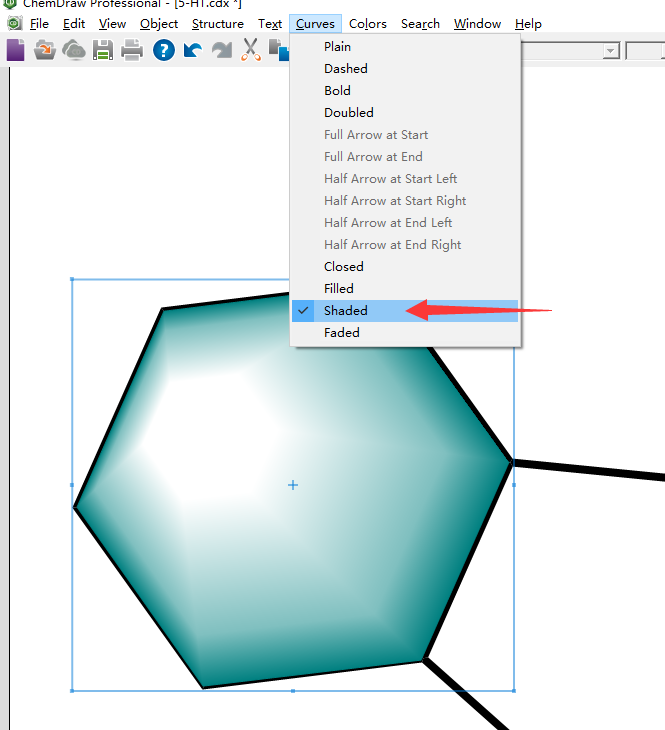 ChemDraw Professional - [5-HT.cdx *]
File Edit View Object Structure Text Curves Colors Search Window Help
Plain
Dashed
Bold
Doubled
Full Arrow at Start
Full Arrow at End
Half Arrow at Start Left
Half Arrow at Start Right
Half Arrow at End Left
Half Arrow at End Right
Closed
Filled
Shaded
Faded